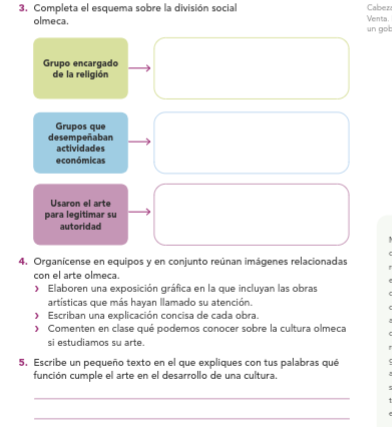 3. Completa el esquema sobre la división social
olmeca.
Grupo encargado
de la religión
Grupos que
desempeñaban
actividades
económicas
Usaron el arte
para legitimar su
autoridad
4. Organícense en equipos y en conjunto reúnan imágenes relacionadas
con el arte olmeca.
› Elaboren una exposición gráfica en la que incluyan las obras
artísticas que más hayan llamado su atención.
› Escriban una explicación concisa de cada obra.
› Comenten en clase qué podemos conocer sobre la cultura olmeca
si estudiamos su arte.
5. Escribe un pequeño texto en el que expliques con tus palabras qué
función cumple el arte en el desarrollo de una cultura.
Venta.
un